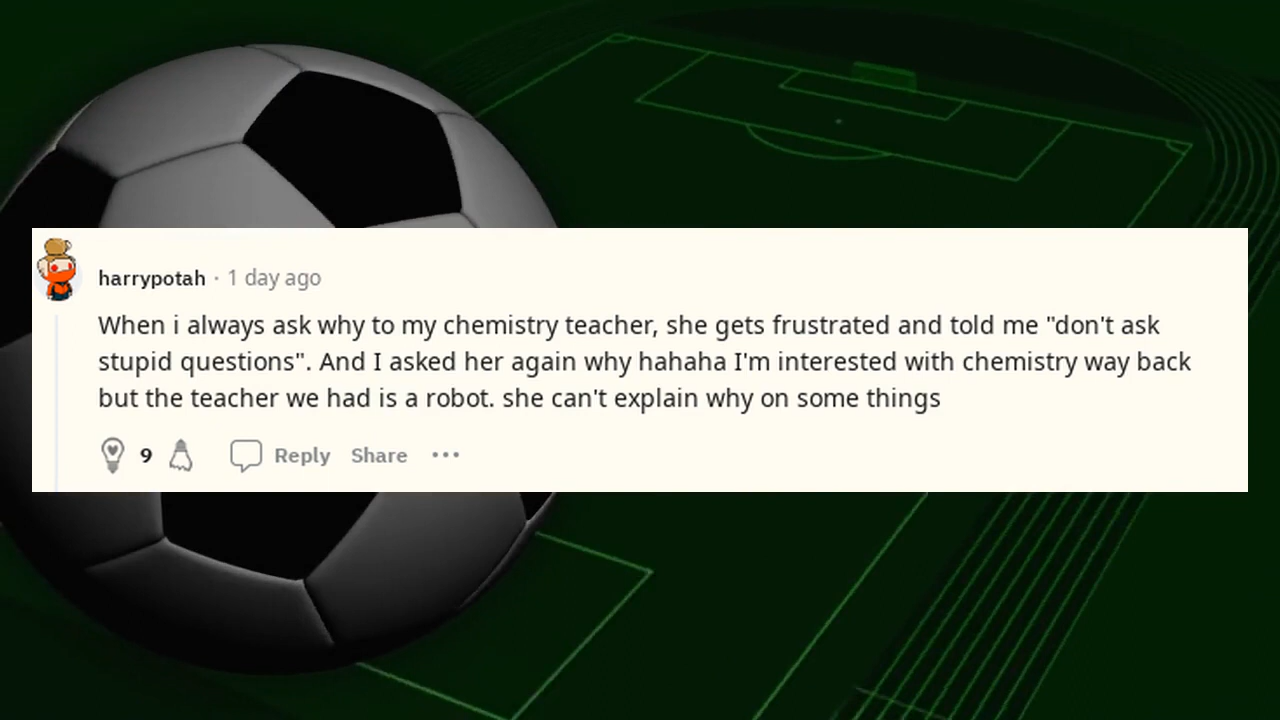 harrypotah · 1 day ago
When i always ask why to my chemistry teacher, she gets frustrated and told me "don't ask
stupid questions". And I asked her again why hahaha I'm interested with chemistry way back
but the teacher we had is a robot. she can't explain why on some things
9 Reply Share ···